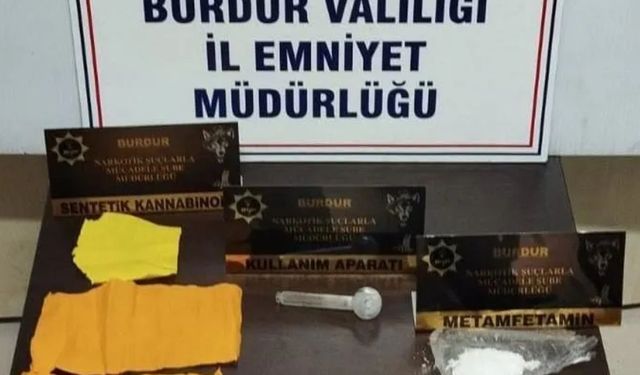 BURDUR VALİLİĞİ
İL EMNİYET
MÜDÜRLÜĞÜ
BURDUR
NARKOTİK SUÇLARLA
MÜCADELE ŞUBE
MÜDÜRLÜĞÜ
SENTETİK KANNABİNOİ
BURDUR
NARKOTİK SUÇLARLA
MÜCADELE ŞUBE
MÜDÜRLÜĞÜ
KULLANIM APARATI
BURDUR
NARKOTİK SUÇLARLA
MÜCADELE ŞUBE
MÜDÜRLÜĞÜ
METAMFETAMİN